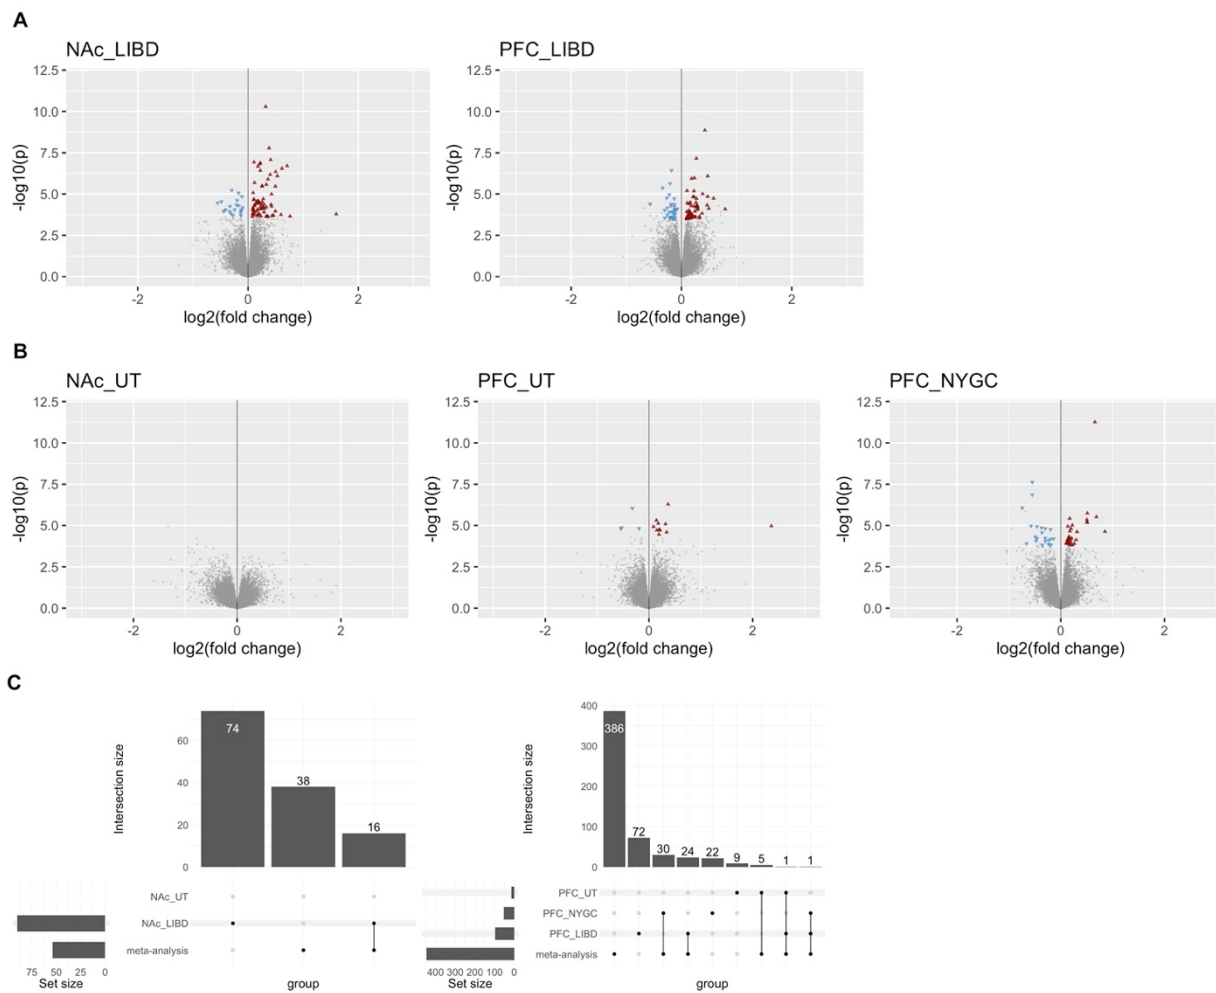 A
NAc_LIBD
PFC_LIBD
12.5
10.0
7.5
5.0
2.5
0.0
-log10(p)
-2
0
2
log2(fold change)
12.5
10.0
7.5
5.0
2.5
0.0
-log10(p)
-2
0
2
log2(fold change)
B
NAc_UT
PFC_UT
PFC_NYGC
12.5
10.0
7.5
5.0
2.5
0.0
-log10(p)
-2
0
2
log2(fold change)
12.5
10.0
7.5
5.0
2.5
0.0
-log10(p)
-2
0
2
log2(fold change)
12.5
10.0
7.5
5.0
2.5
0.0
-log10(p)
-2
0
2
log2(fold change)
C
Intersection size
60
40
20
0
74
38
16
NAc_UT
NAc_LIBD
meta-analysis
75 50 25 0
Set size
group
Intersection size
400
300
200
100
0
386
72
30
24
22
9
5
1
1
PFC_UT
PFC_NYGC
PFC_LIBD
meta-analysis
400 300 200 100 0
Set size
group